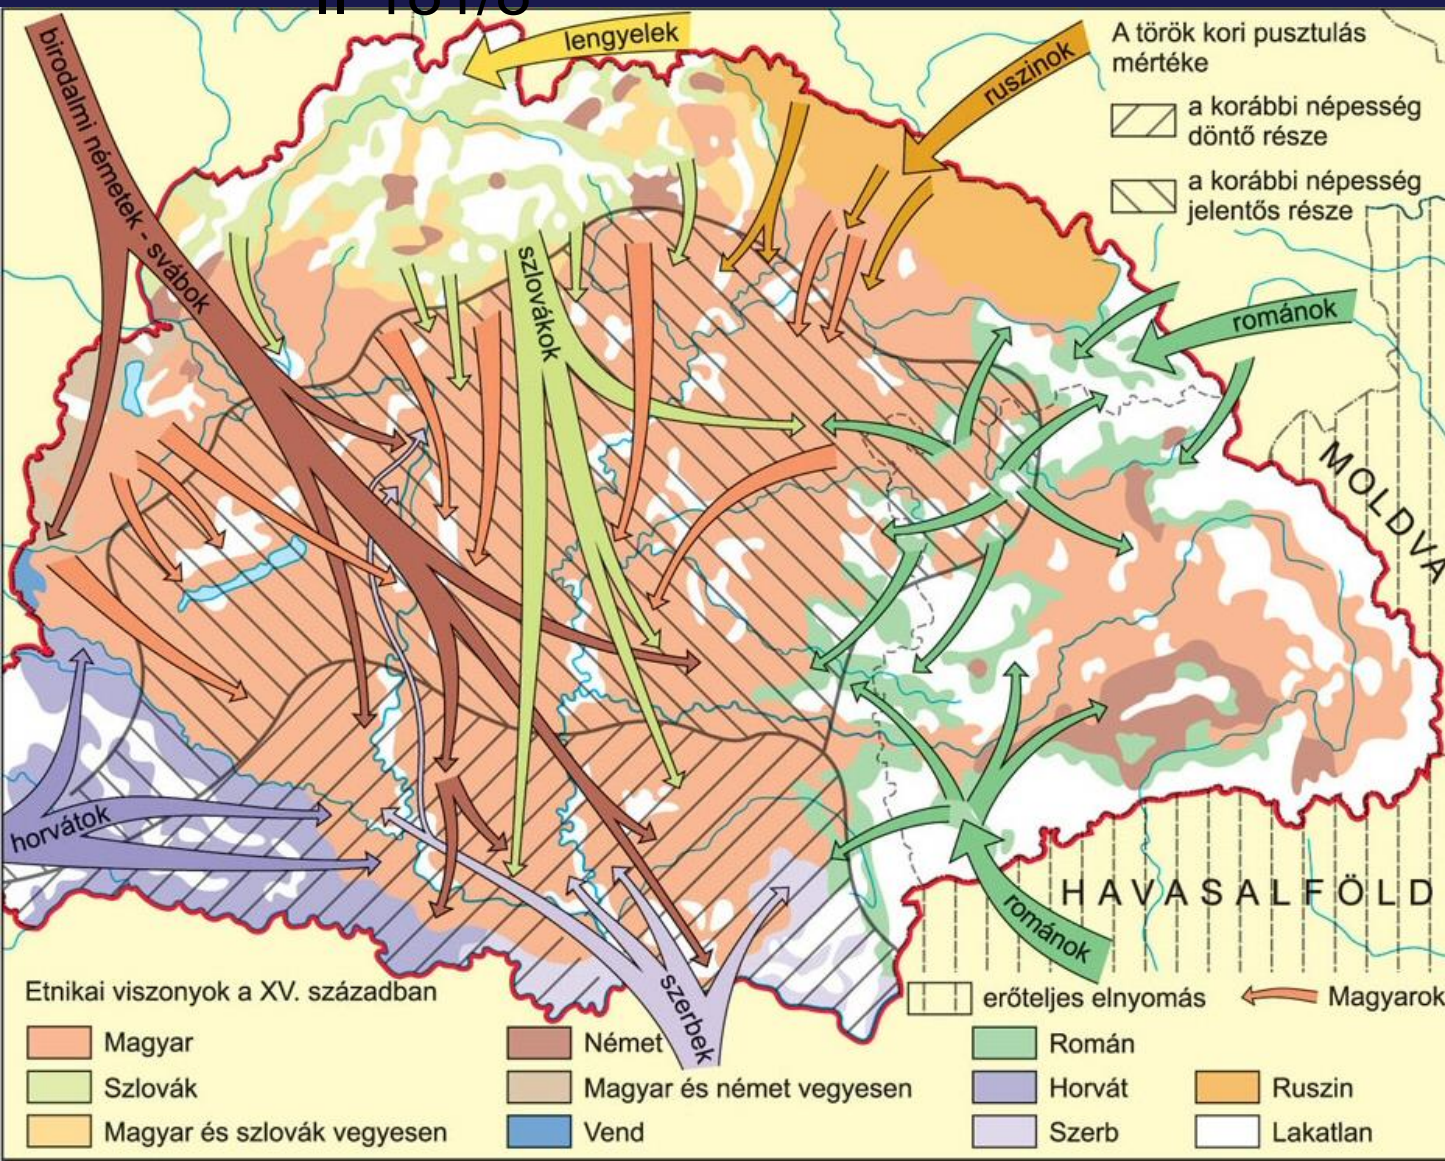 lengyelek
ruszinok
A török kori pusztulás
mértéke
a korábbi népesség
döntő része
a korábbi népesség
jelentős része
birodalmi németek - svábok
szlovákok
románok
MOLDVA
horvátok
HAVASALFÖLD
románok
szerbek
Etnikai viszonyok a XV. században
erőteljes elnyomás
Magyarok
Magyar
Német
Román
Szlovák
Magyar és német vegyesen
Horvát
Ruszin
Magyar és szlovák vegyesen
Vend
Szerb
Lakatlan